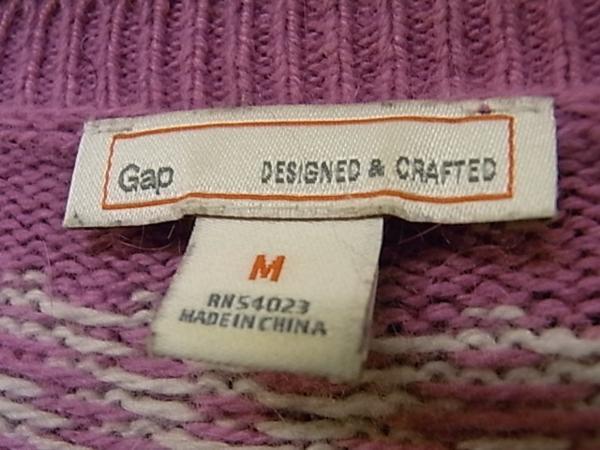 Gap DESIGNED & CRAFTED
M
RN54023
MADE IN CHINA